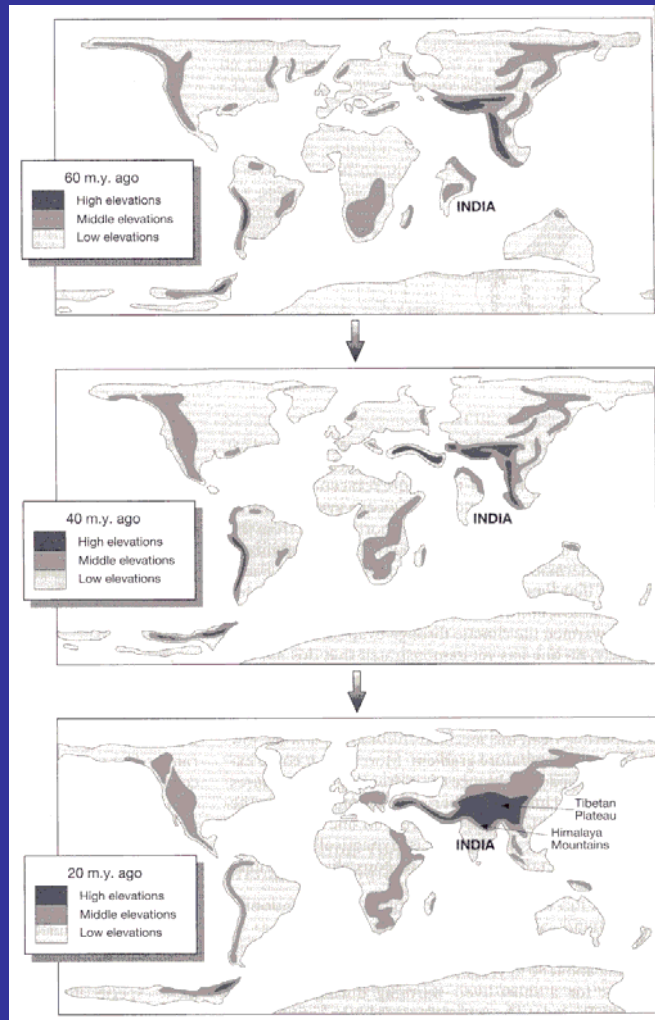 60 m.y. ago
High elevations
Middle elevations
Low elevations
INDIA
40 m.y. ago
High elevations
Middle elevations
Low elevations
INDIA
20 m.y. ago
High elevations
Middle elevations
Low elevations
Tibetan
Plateau
Himalaya
Mountains
INDIA